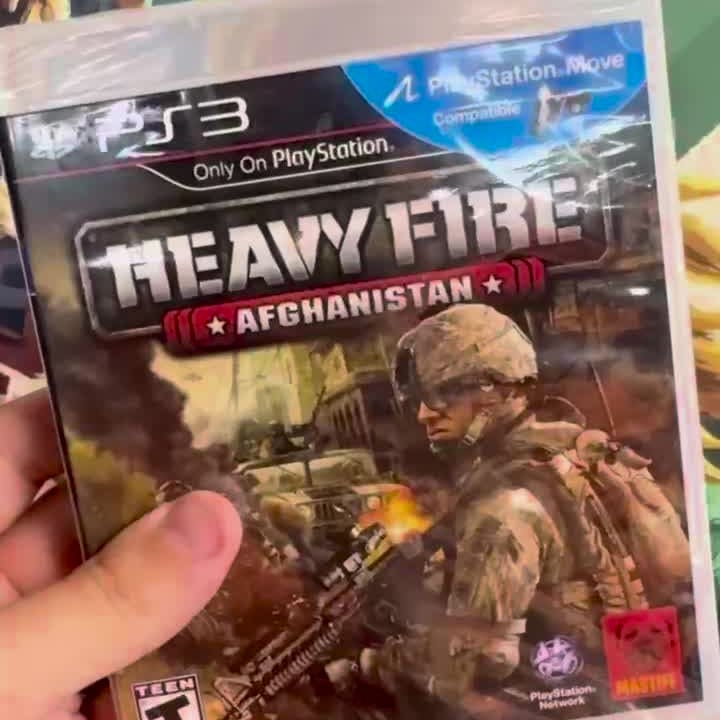 PS3
PlayStation Move
Compatible
Only On PlayStation®
HEAVY FIRE
AFGHANISTAN
TEEN
T
PlayStation
Network
MASTIFF